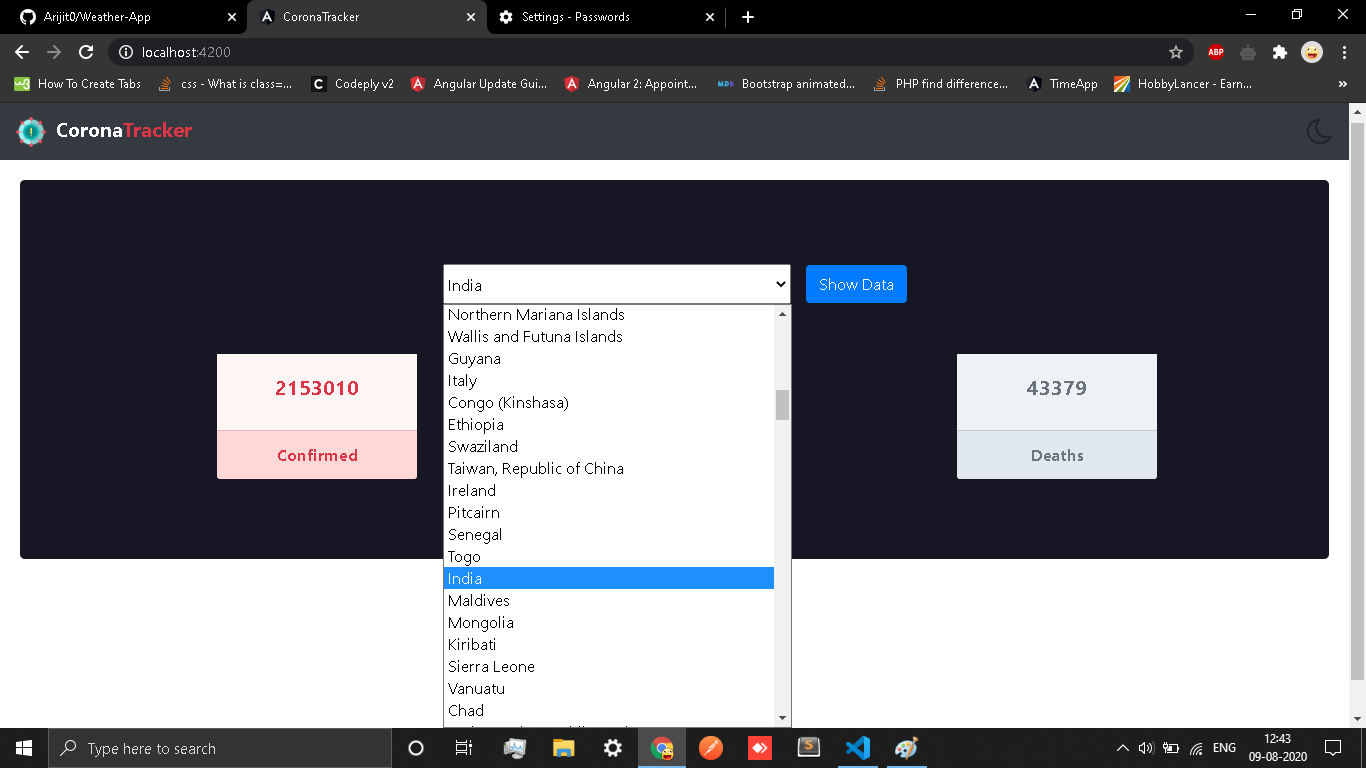 Arijit0/Weather-App
CoronaTracker
Settings - Passwords
localhost:4200
ABP
How To Create Tabs
css - What is class=...
Codeply v2
Angular Update Gui...
Angular 2: Appoint...
MDB
Bootstrap animated...
PHP find difference...
TimeApp
HobbyLancer - Earn...
CoronaTracker
India
Show Data
Northern Mariana Islands
Wallis and Futuna Islands
Guyana
Italy
Congo (Kinshasa)
Ethiopia
Swaziland
Taiwan, Republic of China
Ireland
Pitcairn
Senegal
Togo
India
Maldives
Mongolia
Kiribati
Sierra Leone
Vanuatu
Chad
2153010
Confirmed
43379
Deaths
Type here to search
ENG
12:43
09-08-2020